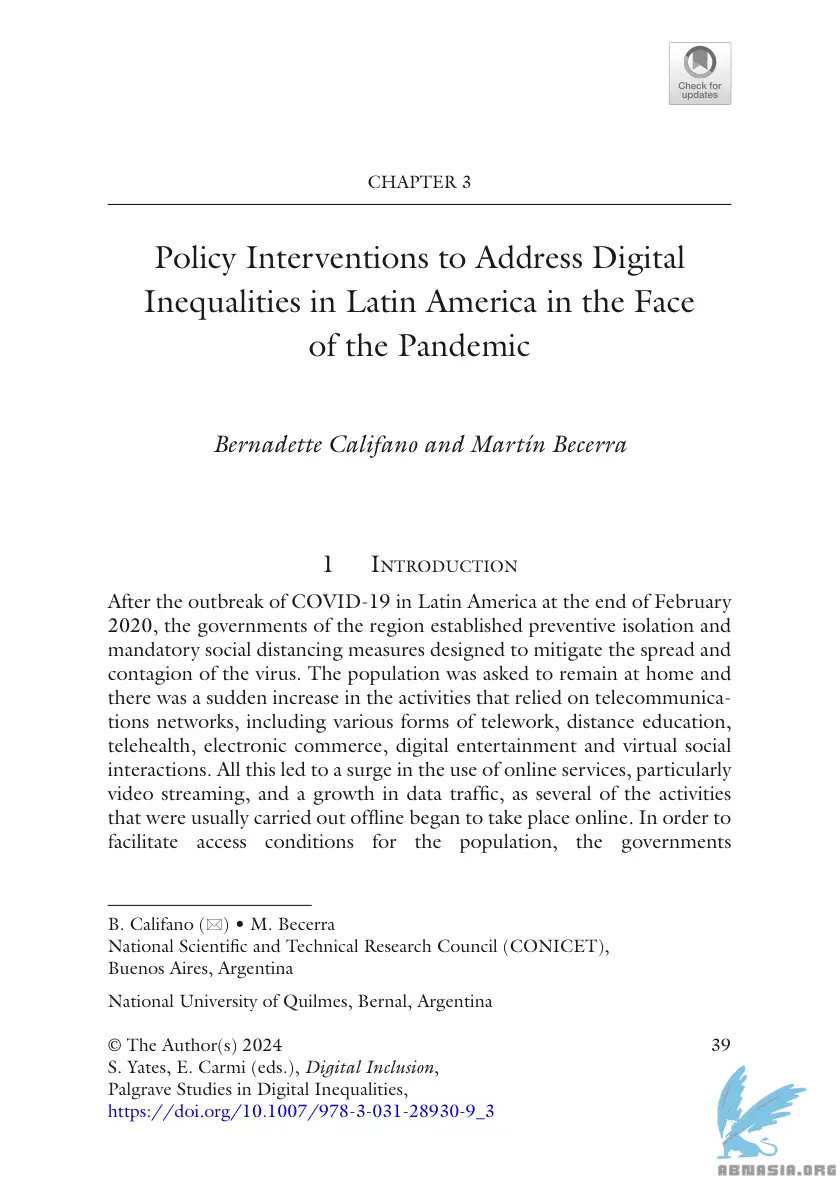 Check for
updates
CHAPTER 3
Policy Interventions to Address Digital
Inequalities in Latin America in the Face
of the Pandemic
Bernadette Califano and Martín Becerra
1 Introduction
After the outbreak of COVID-19 in Latin America at the end of February
2020, the governments of the region established preventive isolation and
mandatory social distancing measures designed to mitigate the spread and
contagion of the virus. The population was asked to remain at home and
there was a sudden increase in the activities that relied on telecommunica-
tions networks, including various forms of telework, distance education,
telehealth, electronic commerce, digital entertainment and virtual social
interactions. All this led to a surge in the use of online services, particularly
video streaming, and a growth in data traffic, as several of the activities
that were usually carried out offline began to take place online. In order to
facilitate access conditions for the population, the governments
B. Califano (✉) • M. Becerra
National Scientific and Technical Research Council (CONICET),
Buenos Aires, Argentina
National University of Quilmes, Bernal, Argentina
© The Author(s) 2024 39
S. Yates, E. Carmi (eds.), Digital Inclusion,
Palgrave Studies in Digital Inequalities,
https://doi.org/10.1007/978-3-031-28930-9_3
ABNASIA.ORG